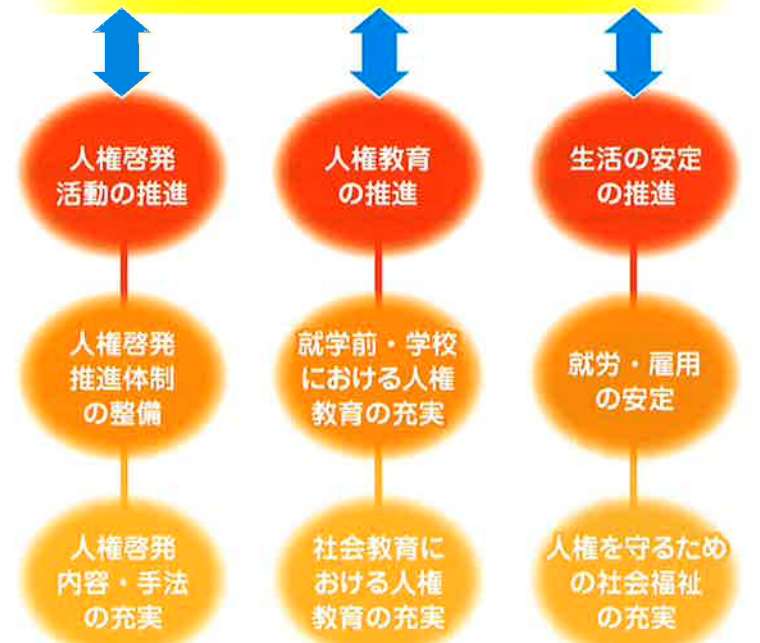 人権啓発
活動の推進
人権教育
の推進
生活の安定
の推進
人権啓発
推進体制
の整備
就学前・学校
における人権
教育の充実
就労・雇用
の安定
人権啓発
内容・手法
の充実
社会教育に
おける人権
教育の充実
人権を守るため
の社会福祉
の充実